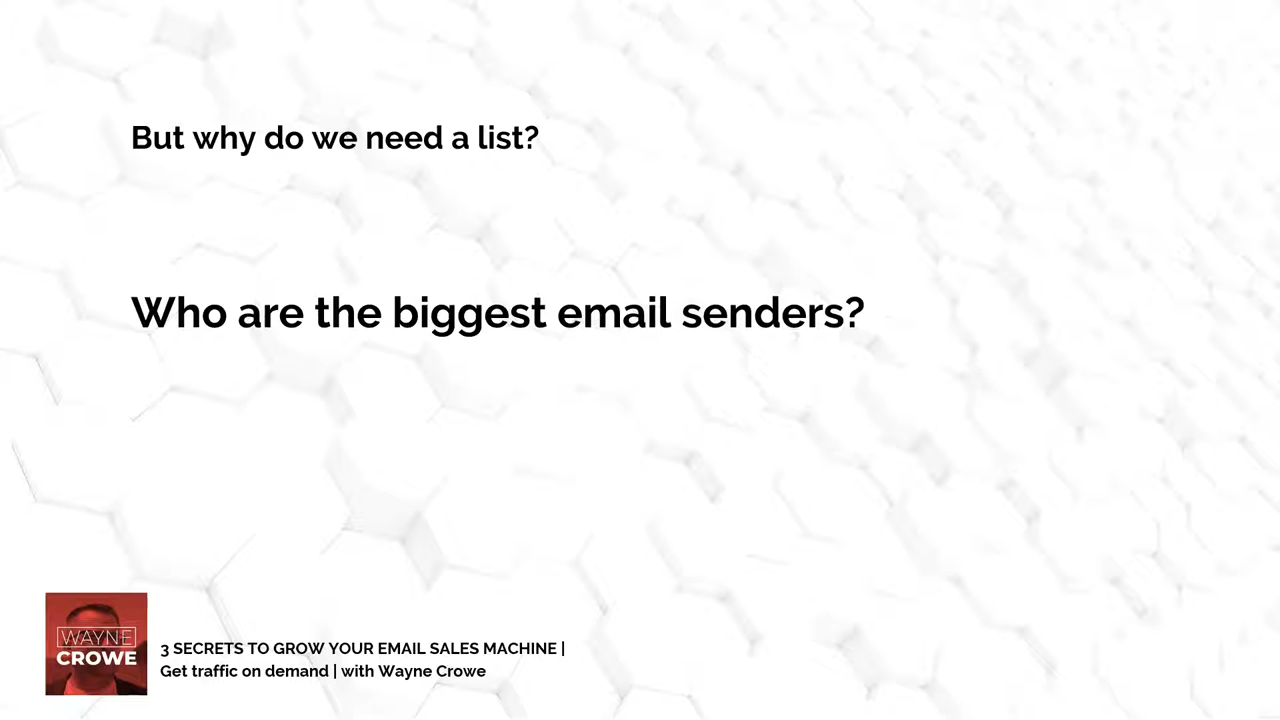 But why do we need a list?
Who are the biggest email senders?
WAYNE
CROWE
3 SECRETS TO GROW YOUR EMAIL SALES MACHINE |
Get traffic on demand | with Wayne Crowe